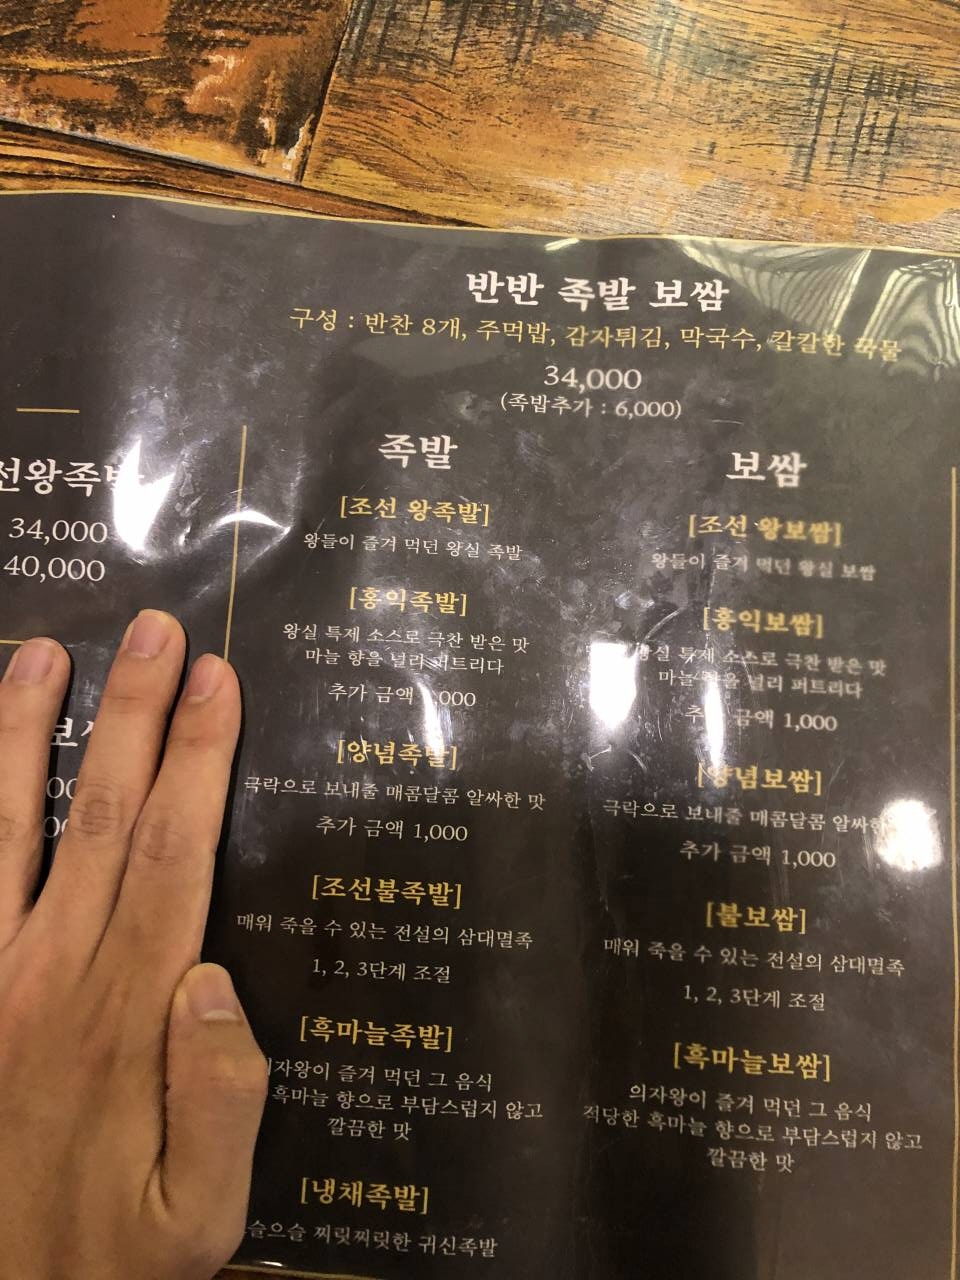 반반 족발 보쌈
구성 : 반찬 8개, 주먹밥, 감자튀김, 막국수, 칼칼한 국물
34,000
(족밥추가 : 6,000)
선왕족발
34,000
40,000
족발
[조선 왕족발]
왕들이 즐겨 먹던 왕실 족발
[홍익족발]
왕실 특제 소스로 극찬 받은 맛
마늘 향을 널리 퍼트리다
추가 금액 ,000
[양념족발]
극락으로 보내줄 매콤달콤 알싸한 맛
추가 금액 1,000
[조선불족발]
매워 죽을 수 있는 전설의 삼대멸족
1, 2, 3단계 조절
[흑마늘족발]
의자왕이 즐겨 먹던 그 음식
흑마늘 향으로 부담스럽지 않고
깔끔한 맛
[냉채족발]
찌릿찌릿한 귀신족발
보쌈
[조선 왕보쌈]
왕들이 즐겨 먹던 왕실 보쌈
[홍익보쌈]
왕실 특제 소스로 극찬 받은 맛
마늘 향을 널리 퍼트리다
추가 금액 1,000
[양념보쌈]
극락으로 보내줄 매콤달콤 알싸한
추가 금액 1,000
[불보쌈]
매워 죽을 수 있는 전설의 삼대멸족
1, 2, 3단계 조절
[흑마늘보쌈]
의자왕이 즐겨 먹던 그 음식
적당한 흑마늘 향으로 부담스럽지 않고
깔끔한 맛